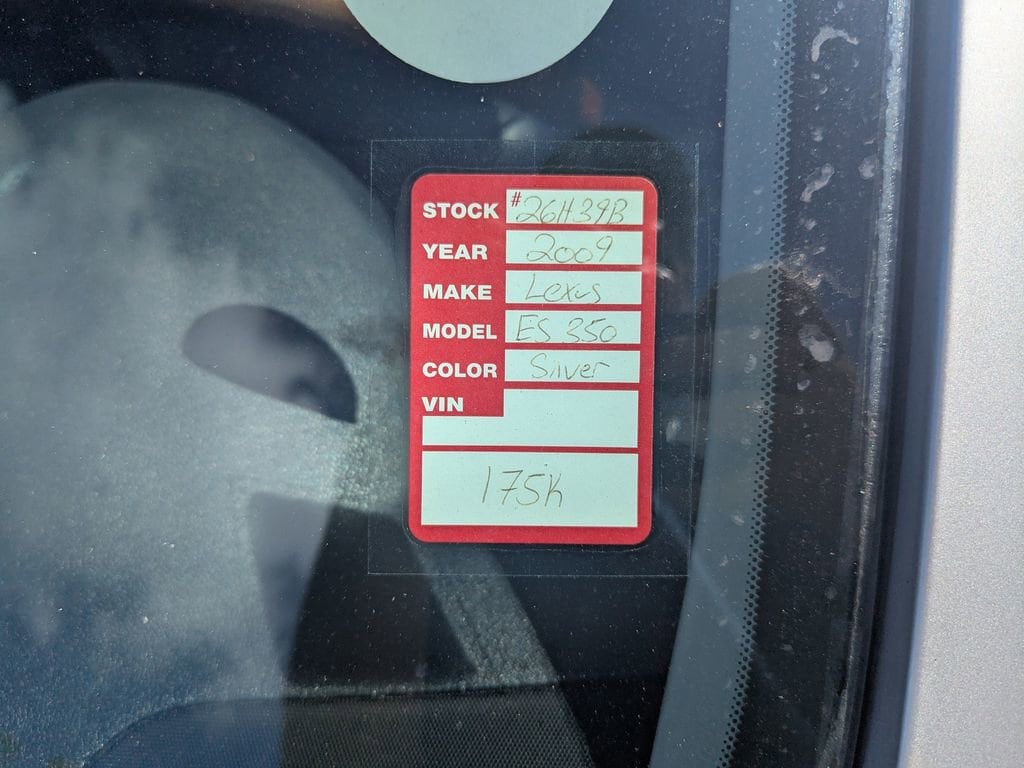 STOCK #26H39B
YEAR 2009
MAKE Lexus
MODEL ES 350
COLOR Silver
VIN
175K